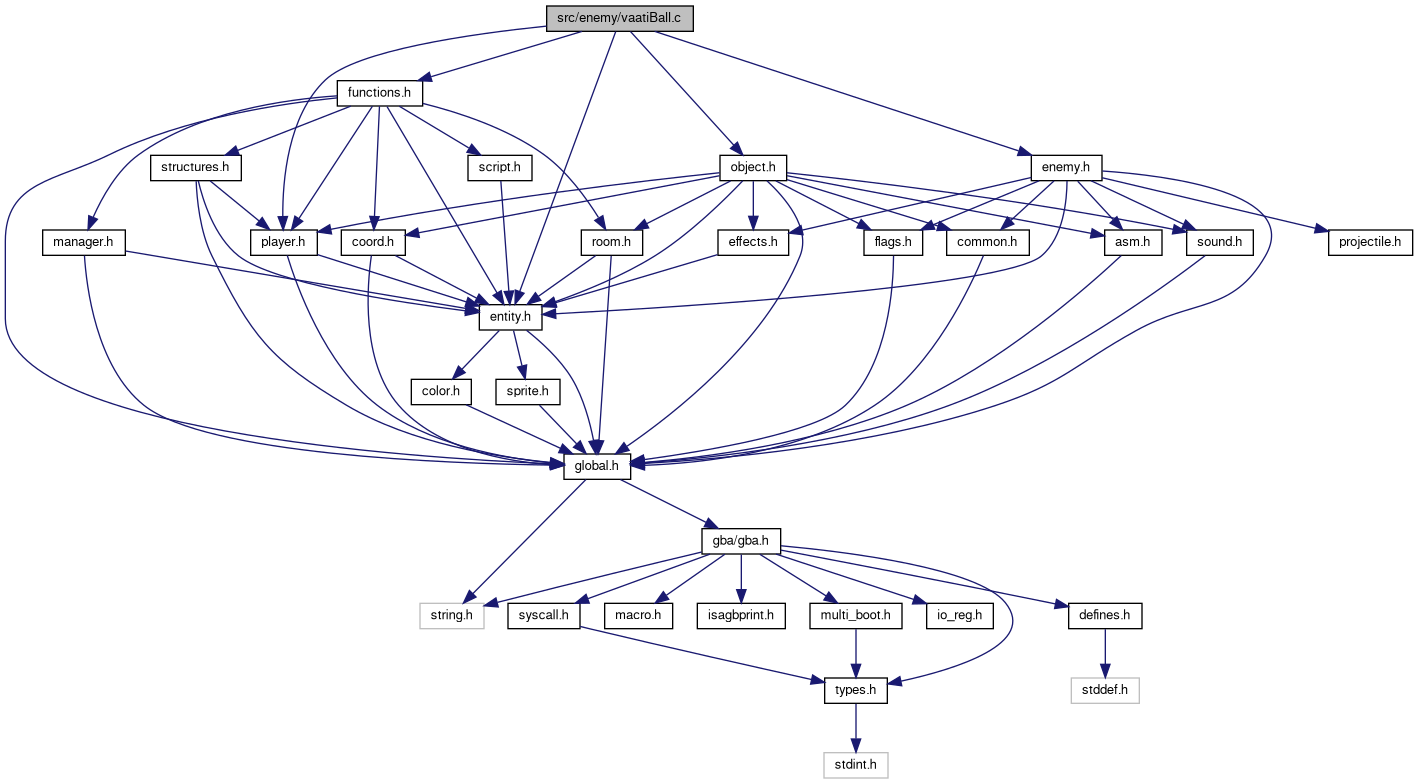 src/enemy/vaatiBall.c
functions.h
structures.h
script.h
object.h
enemy.h
manager.h
player.h
coord.h
room.h
effects.h
flags.h
common.h
asm.h
sound.h
projectile.h
entity.h
color.h
sprite.h
global.h
gba/gba.h
string.h
syscall.h
macro.h
isagbprint.h
multi_boot.h
io_reg.h
defines.h
types.h
stddef.h
stdint.h